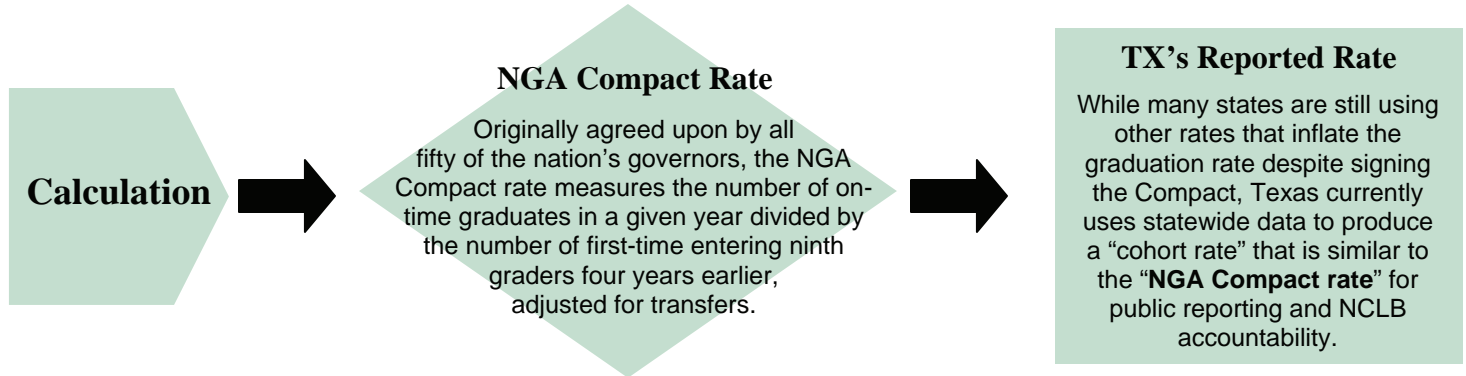 Calculation
NGA Compact Rate
Originally agreed upon by all
fifty of the nation’s governors, the NGA
Compact rate measures the number of on-
time graduates in a given year divided by
the number of first-time entering ninth
graders four years earlier,
adjusted for transfers.
TX’s Reported Rate
While many states are still using
other rates that inflate the
graduation rate despite signing
the Compact, Texas currently
uses statewide data to produce
a “cohort rate” that is similar to
the “NGA Compact rate” for
public reporting and NCLB
accountability.